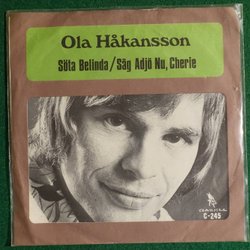 Ola Håkansson
Söta Belinda/Säg Adjö Nu, Cherie
C-245